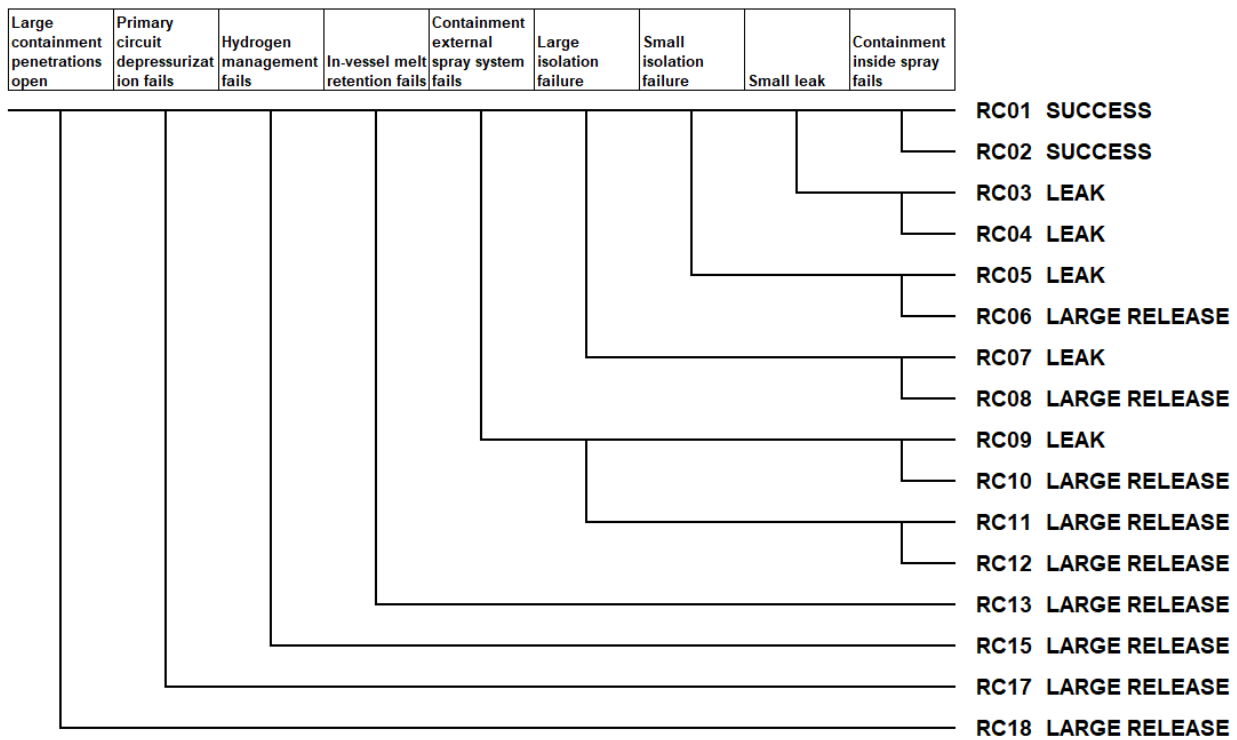 Large
containment
penetrations
open
Primary
circuit
depressurizat
ion fails
Hydrogen
management
fails
In-vessel melt
retention fails
Containment
external
spray system
fails
Large
isolation
failure
Small
isolation
failure
Small leak
Containment
inside spray
fails
RC01 SUCCESS
RC02 SUCCESS
RC03 LEAK
RC04 LEAK
RC05 LEAK
RC06 LARGE RELEASE
RC07 LEAK
RC08 LARGE RELEASE
RC09 LEAK
RC10 LARGE RELEASE
RC11 LARGE RELEASE
RC12 LARGE RELEASE
RC13 LARGE RELEASE
RC15 LARGE RELEASE
RC17 LARGE RELEASE
RC18 LARGE RELEASE